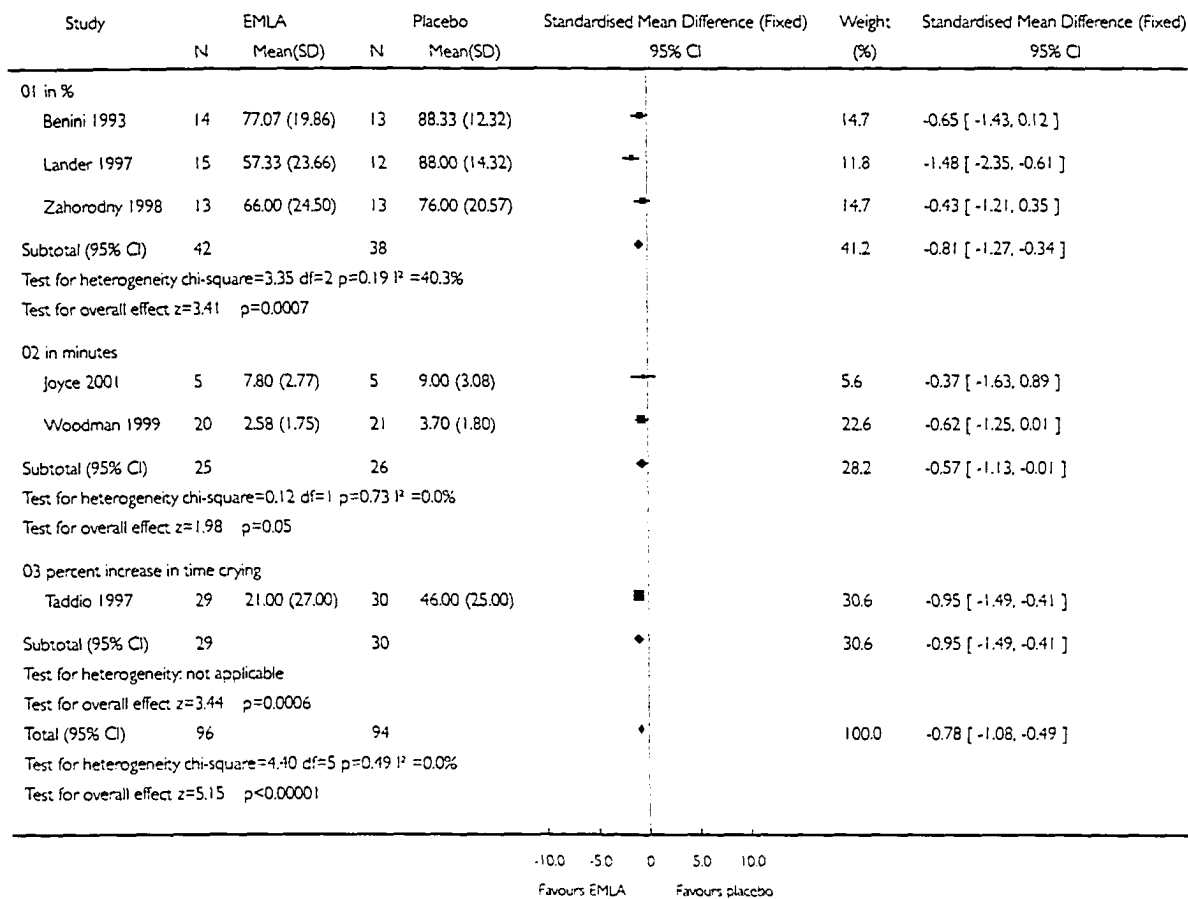 Study EMLA Placebo Standardised Mean Difference (Fixed) Weight Standardised Mean Difference (Fixed)
N Mean(SD) N Mean(SD) 95% CI (%) 95% CI
01 in %
Benini 1993 14 77.07 (19.86) 13 88.33 (12.32) 14.7 -0.65 [ -1.43, 0.12 ]
Lander 1997 15 57.33 (23.66) 12 88.00 (14.32) 11.8 -1.48 [ -2.35, -0.61 ]
Zahorodny 1998 13 66.00 (24.50) 13 76.00 (20.57) 14.7 -0.43 [ -1.21, 0.35 ]
Subtotal (95% CI) 42 38 41.2 -0.81 [ -1.27, -0.34 ]
Test for heterogeneity chi-square=3.35 df=2 p=0.19 I² =40.3%
Test for overall effect z=3.41 p=0.0007
02 in minutes
Joyce 2001 5 7.80 (2.77) 5 9.00 (3.08) 5.6 -0.37 [ -1.63, 0.89 ]
Woodman 1999 20 2.58 (1.75) 21 3.70 (1.80) 22.6 -0.62 [ -1.25, 0.01 ]
Subtotal (95% CI) 25 26 28.2 -0.57 [ -1.13, -0.01 ]
Test for heterogeneity chi-square=0.12 df=1 p=0.73 I² =0.0%
Test for overall effect z=1.98 p=0.05
03 percent increase in time crying
Taddio 1997 29 21.00 (27.00) 30 46.00 (25.00) 30.6 -0.95 [ -1.49, -0.41 ]
Subtotal (95% CI) 29 30 30.6 -0.95 [ -1.49, -0.41 ]
Test for heterogeneity: not applicable
Test for overall effect z=3.44 p=0.0006
Total (95% CI) 96 94 100.0 -0.78 [ -1.08, -0.49 ]
Test for heterogeneity chi-square=4.40 df=5 p=0.49 I² =0.0%
Test for overall effect z=5.15 p<0.00001
-10.0 -5.0 0 5.0 10.0
Favours EMLA Favours placebo